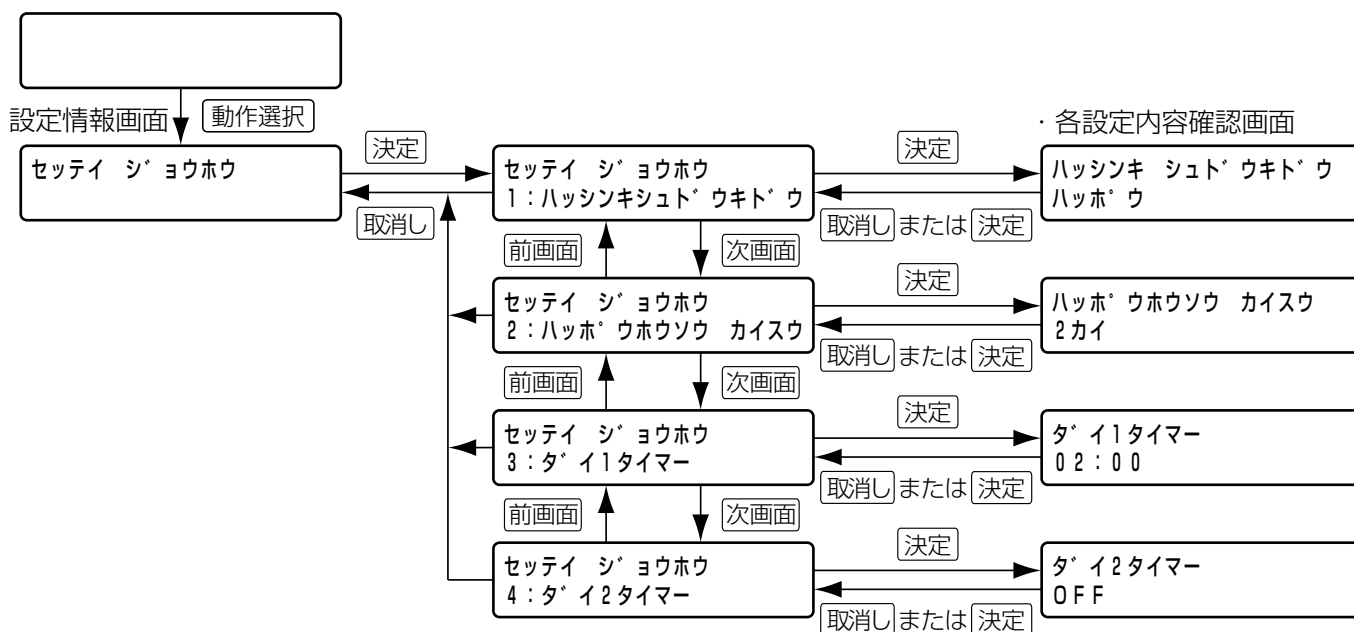 設定情報画面
動作選択
・各設定内容確認画面
セッテイ ジョウホウ
決定
取消し
セッテイ ジョウホウ
1:ハッシンキシュドウキドウ
決定
取消しまたは決定
ハッシンキ シュドウキドウ
ハッポウ
前画面
次画面
セッテイ ジョウホウ
2:ハッポウホウソウ カイスウ
決定
取消しまたは決定
ハッポウホウソウ カイスウ
2カイ
前画面
次画面
セッテイ ジョウホウ
3:ダイ1タイマー
決定
取消しまたは決定
ダイ1タイマー
02:00
前画面
次画面
セッテイ ジョウホウ
4:ダイ2タイマー
決定
取消しまたは決定
ダイ2タイマー
OFF